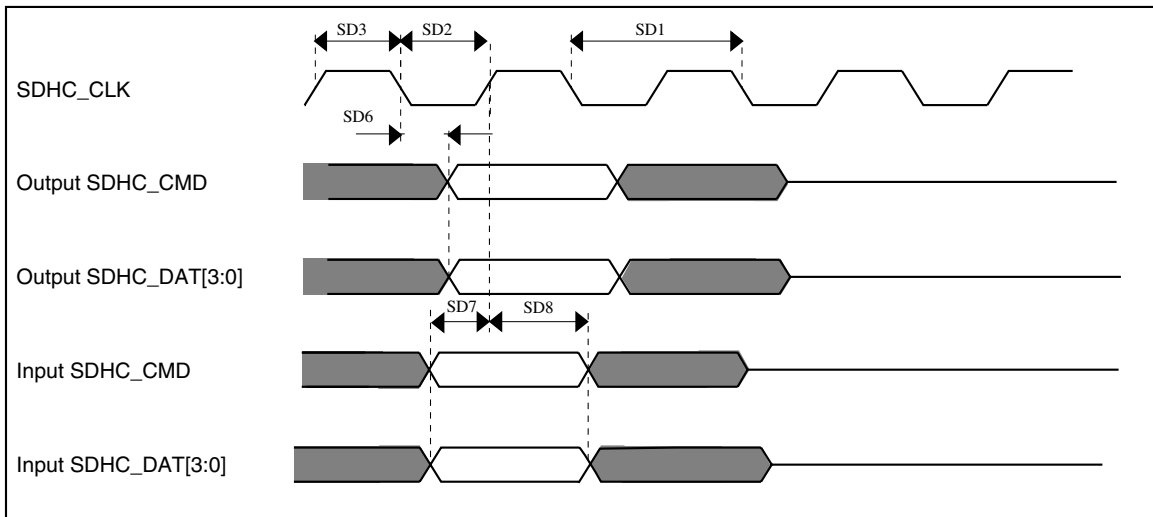 SD3 SD2 SD1
SDHC_CLK
SD6
Output SDHC_CMD
Output SDHC_DAT[3:0]
SD7 SD8
Input SDHC_CMD
Input SDHC_DAT[3:0]